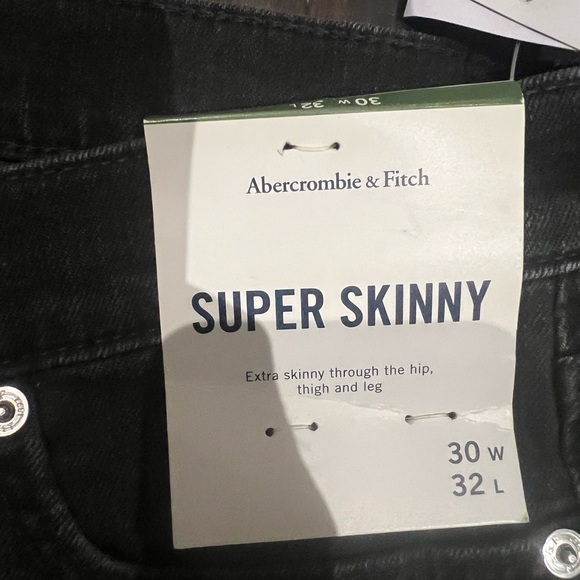 30 W 32 L
Abercrombie & Fitch
SUPER SKINNY
Extra skinny through the hip,
thigh and leg
30 W
32 L